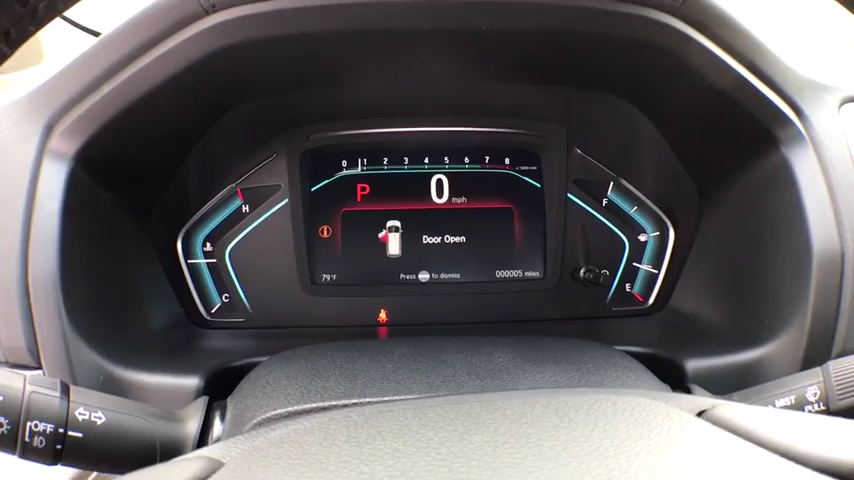 0 1 2 3 4 5 6 7 8
P 0 mph
H
F
Door Open
79°F
Press to dismiss
000005 miles
C
E
OFF
MIST
PULL